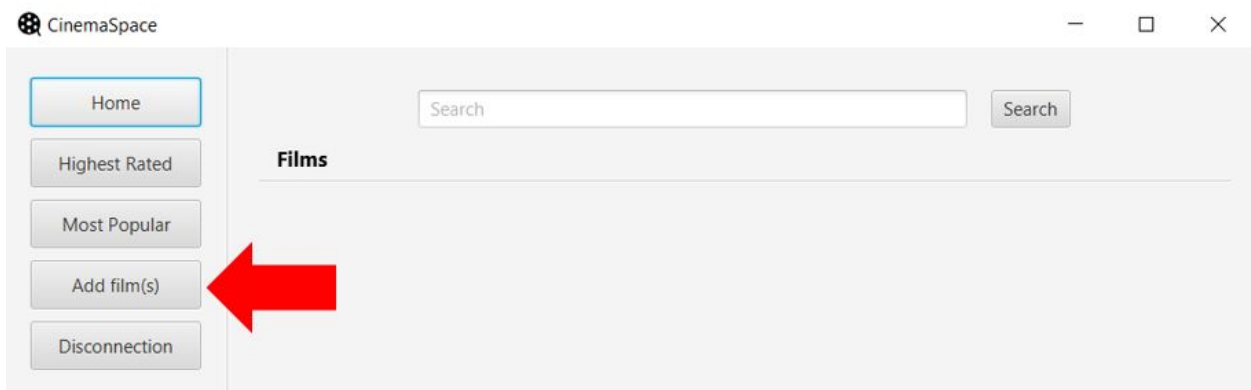 CinemaSpace
Home
Search
Search
Highest Rated
Films
Most Popular
Add film(s)
Disconnection